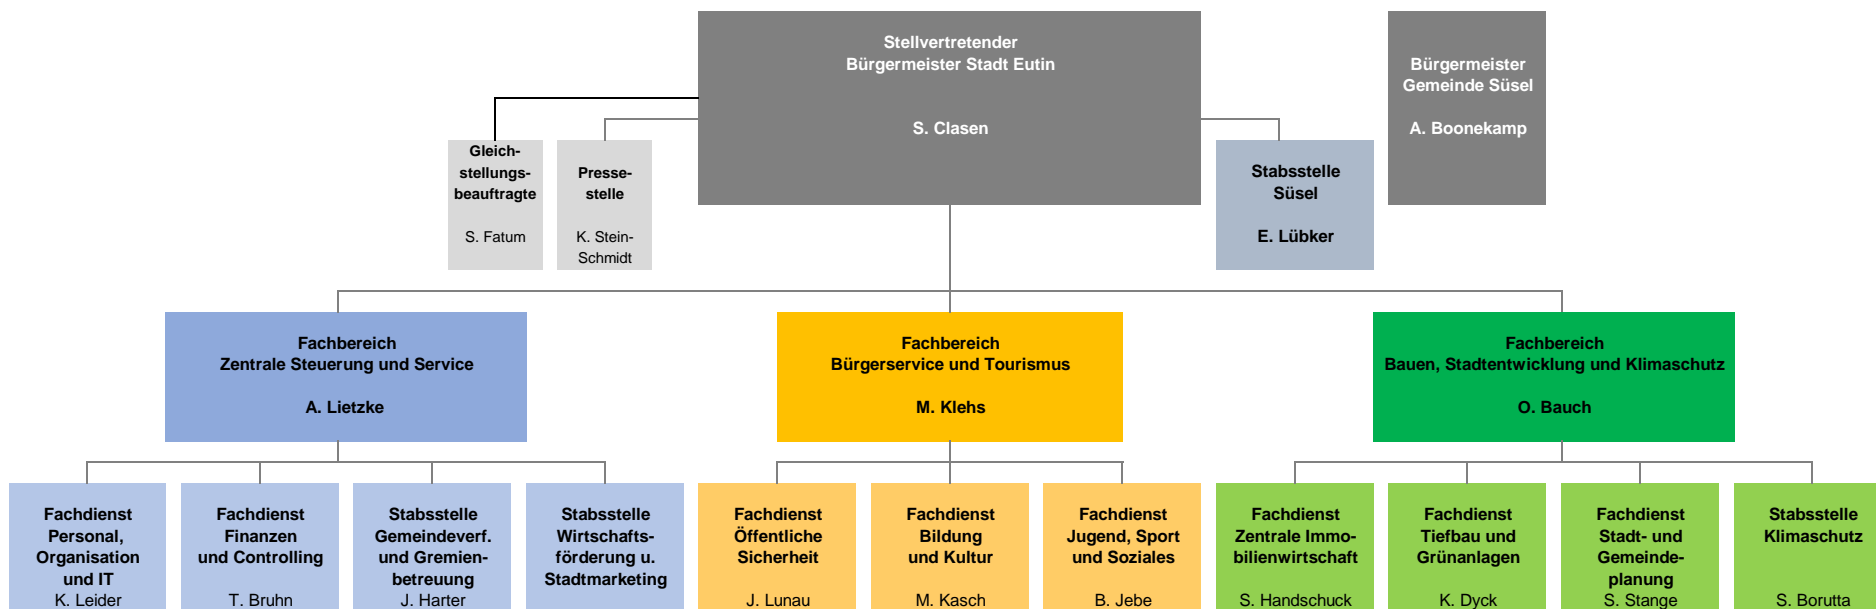 Stellvertretender
Bürgermeister Stadt Eutin
S. Clasen
Bürgermeister
Gemeinde Süsel
A. Boonekamp
Gleich-
stellungs-
beauftragte
S. Fatum
Presse-
stelle
K. Stein-
Schmidt
Stabsstelle
Süsel
E. Lübker
Fachbereich
Zentrale Steuerung und Service
A. Lietzke
Fachbereich
Bürgerservice und Tourismus
M. Klehs
Fachbereich
Bauen, Stadtentwicklung und Klimaschutz
O. Bauch
Fachdienst
Personal,
Organisation
und IT
K. Leider
Fachdienst
Finanzen
und Controlling
T. Bruhn
Stabsstelle
Gemeindeverf.
und Gremien-
betreuung
J. Harter
Stabsstelle
Wirtschafts-
förderung u.
Stadtmarketing
Fachdienst
Öffentliche
Sicherheit
J. Lunau
Fachdienst
Bildung
und Kultur
M. Kasch
Fachdienst
Jugend, Sport
und Soziales
B. Jebe
Fachdienst
Zentrale Immo-
bilienwirtschaft
S. Handschuck
Fachdienst
Tiefbau und
Grünanlagen
K. Dyck
Fachdienst
Stadt- und
Gemeinde-
planung
S. Stange
Stabsstelle
Klimaschutz
S. Borutta